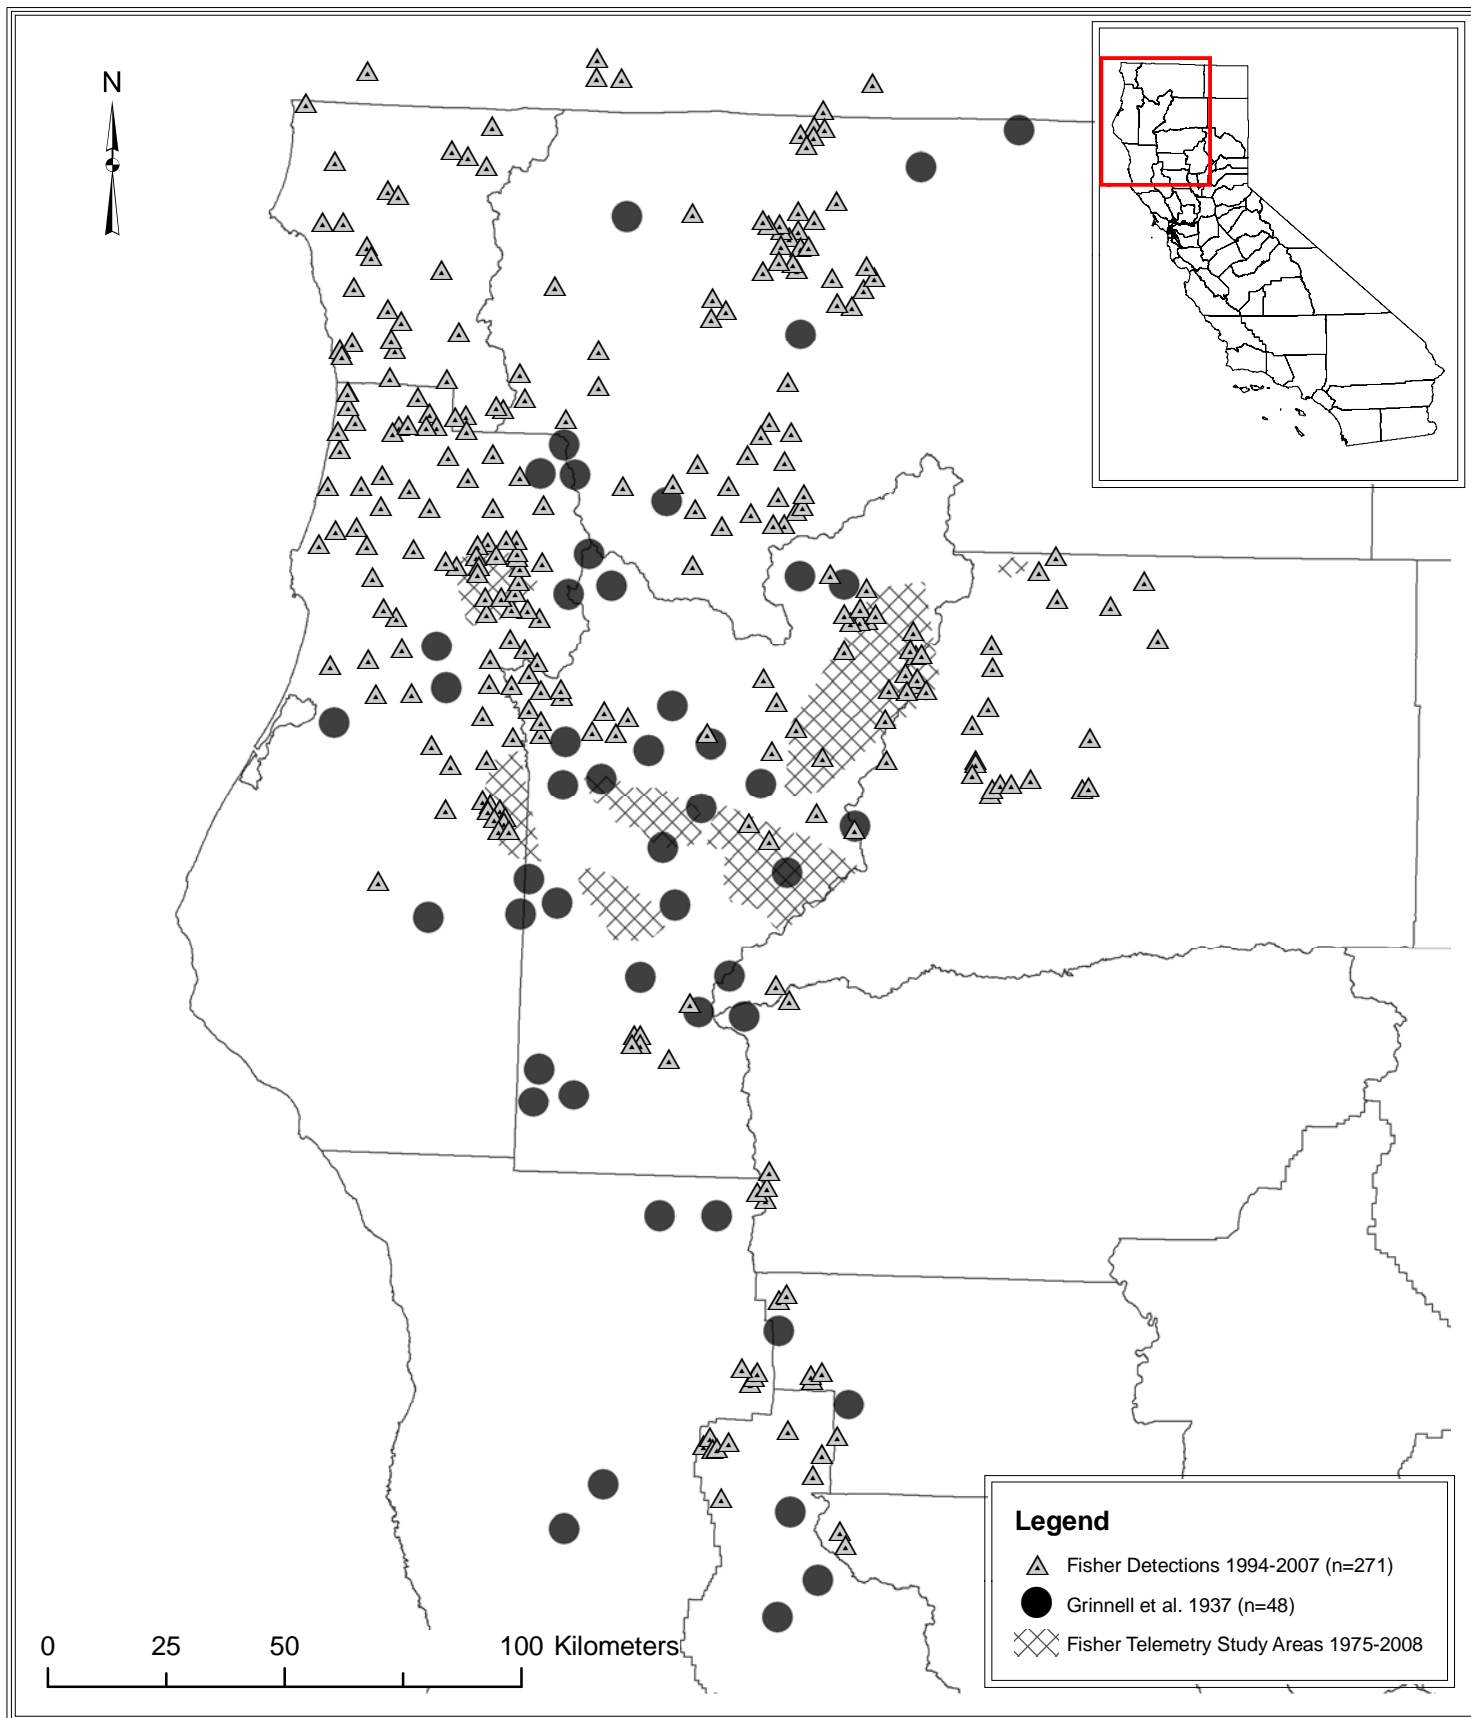 N
Legend
Fisher Detections 1994-2007 (n=271)
Grinnell et al. 1937 (n=48)
Fisher Telemetry Study Areas 1975-2008
0 25 50 100 Kilometers